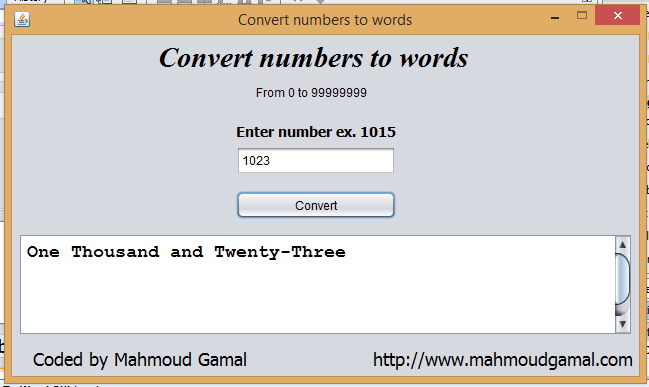 Convert numbers to words
Convert numbers to words
From 0 to 99999999
Enter number ex. 1015
1023
Convert
One Thousand and Twenty-Three
Coded by Mahmoud Gamal
http://www.mahmoudgamal.com